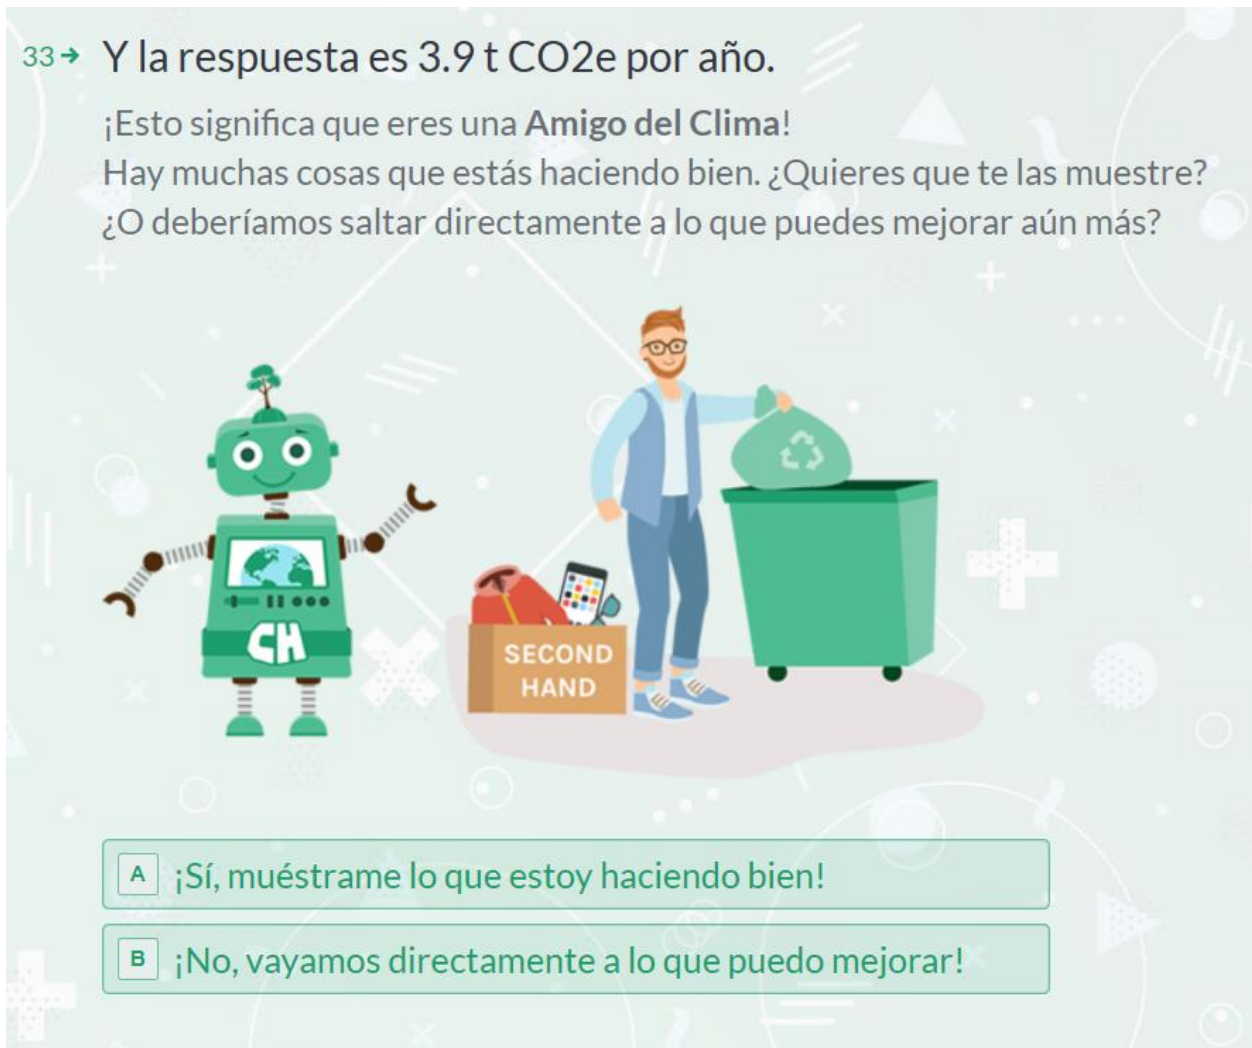 33→ Y la respuesta es 3.9 t CO2e por año.
¡Esto significa que eres una Amigo del Clima!
Hay muchas cosas que estás haciendo bien. ¿Quieres que te las muestre?
¿O deberíamos saltar directamente a lo que puedes mejorar aún más?
CH
SECOND
HAND
A ¡Sí, muéstrame lo que estoy haciendo bien!
B ¡No, vayamos directamente a lo que puedo mejorar!